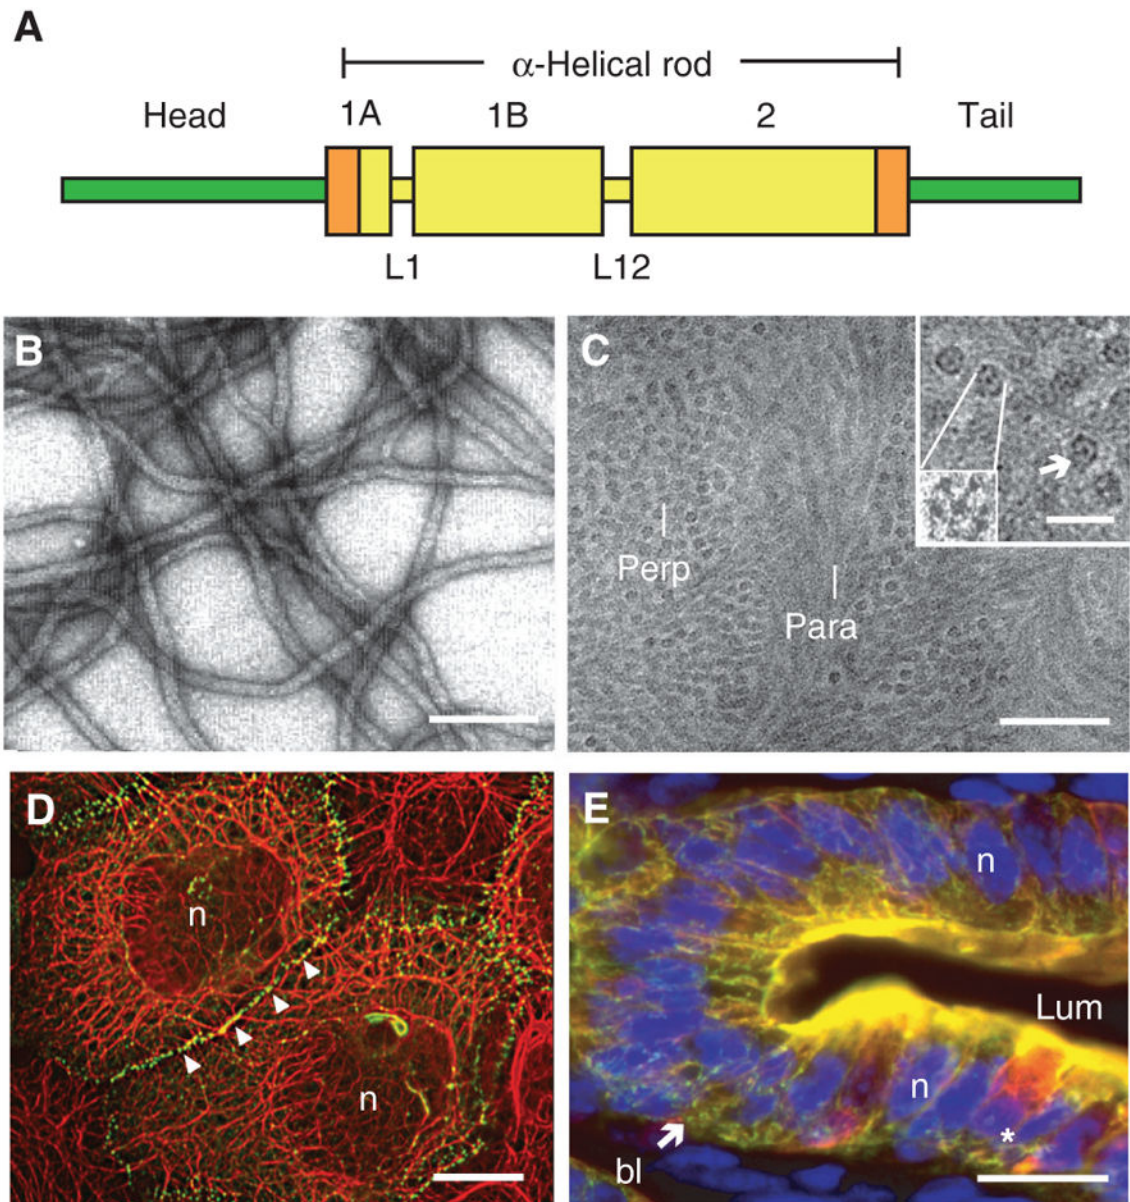 A
α-Helical rod
Head 1A 1B 2 Tail
L1 L12
B
C
Perp
Para
D
n
n
E
n
Lum
n
*
bl